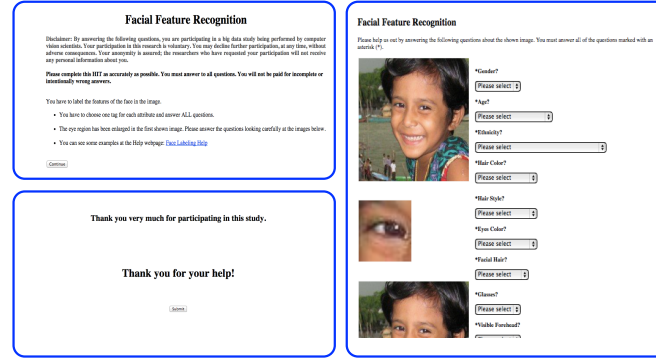 Facial Feature Recognition
Disclaimer: By answering the following questions, you are participating in a big data study being performed by computer
vision scientists. Your participation in this research is voluntary. You may decline further participation, at any time, without
adverse consequences. Your anonymity is assured; the researchers who have requested your participation will not receive
any personal information about you.
Please complete this HIT as accurately as possible. You must answer to all questions. You will not be paid for incomplete or
intentionally wrong answers.
You have to label the features of the face in the image.
• You have to choose one tag for each attribute and answer ALL questions.
• The eye region has been enlarged in the first shown image. Please answer the questions looking carefully at the images below.
• You can see some examples at the Help webpage: Face Labeling Help
Continue
Thank you very much for participating in this study.
Thank you for your help!
Submit
Facial Feature Recognition
Please help us out by answering the following questions about the shown image. You must answer all of the questions marked with an
asterisk (*).
*Gender?
Please select
*Age?
Please select
*Ethnicity?
Please select
*Hair Color?
Please select
*Hair Style?
Please select
*Eyes Color?
Please select
*Facial Hair?
Please select
*Glasses?
Please select
*Visible Forehead?